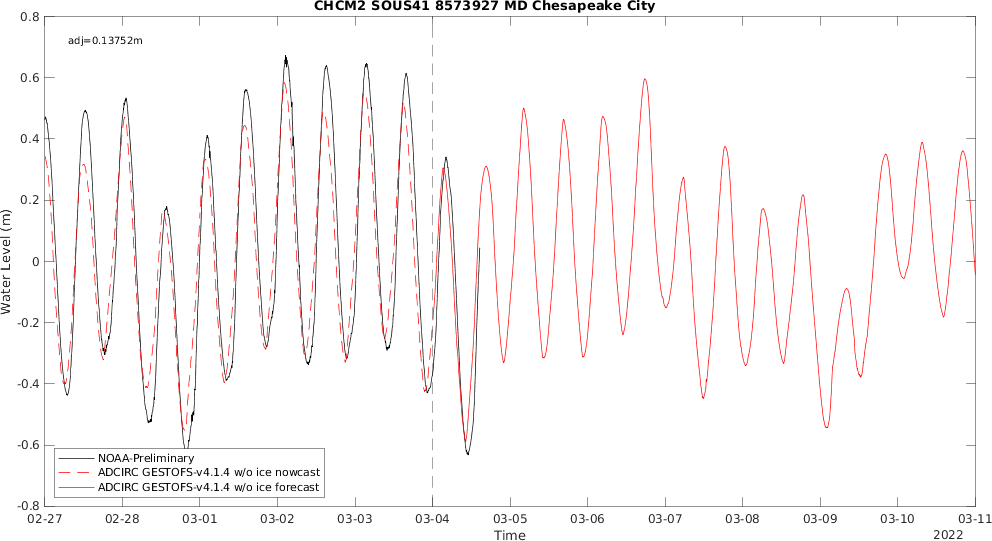 CHCM2 SOUS41 8573927 MD Chesapeake City
adj=0.13752m
0.8
0.6
0.4
0.2
0
-0.2
-0.4
-0.6
-0.8
Water Level (m)
NOAA-Preliminary
ADCIRC GESTOFS-v4.1.4 w/o ice nowcast
ADCIRC GESTOFS-v4.1.4 w/o ice forecast
02-27 02-28 03-01 03-02 03-03 03-04 03-05 03-06 03-07 03-08 03-09 03-10 03-11
Time
2022